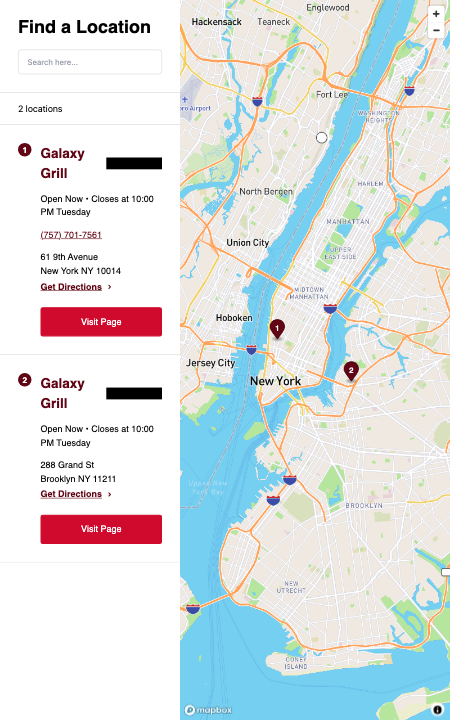 Find a Location
Search here...
2 locations
1
Galaxy
Grill
Open Now • Closes at 10:00
PM Tuesday
(757) 701-7561
61 9th Avenue
New York NY 10014
Get Directions ›
Visit Page
2
Galaxy
Grill
Open Now • Closes at 10:00
PM Tuesday
288 Grand St
Brooklyn NY 11211
Get Directions ›
Visit Page
Englewood
Hackensack
Teaneck
+
−
ro Airport
Fort Lee
WASHINGTON
HEIGHTS
HARLEM
North Bergen
MANHATTAN
Union City
UPPER
EAST SIDE
MIDTOWN
MANHATTAN
Hoboken
1
Jersey City
2
New York
Upper New
York Bay
BROOKLYN
NEW
UTRECHT
CONEY
ISLAND
mapbox
i